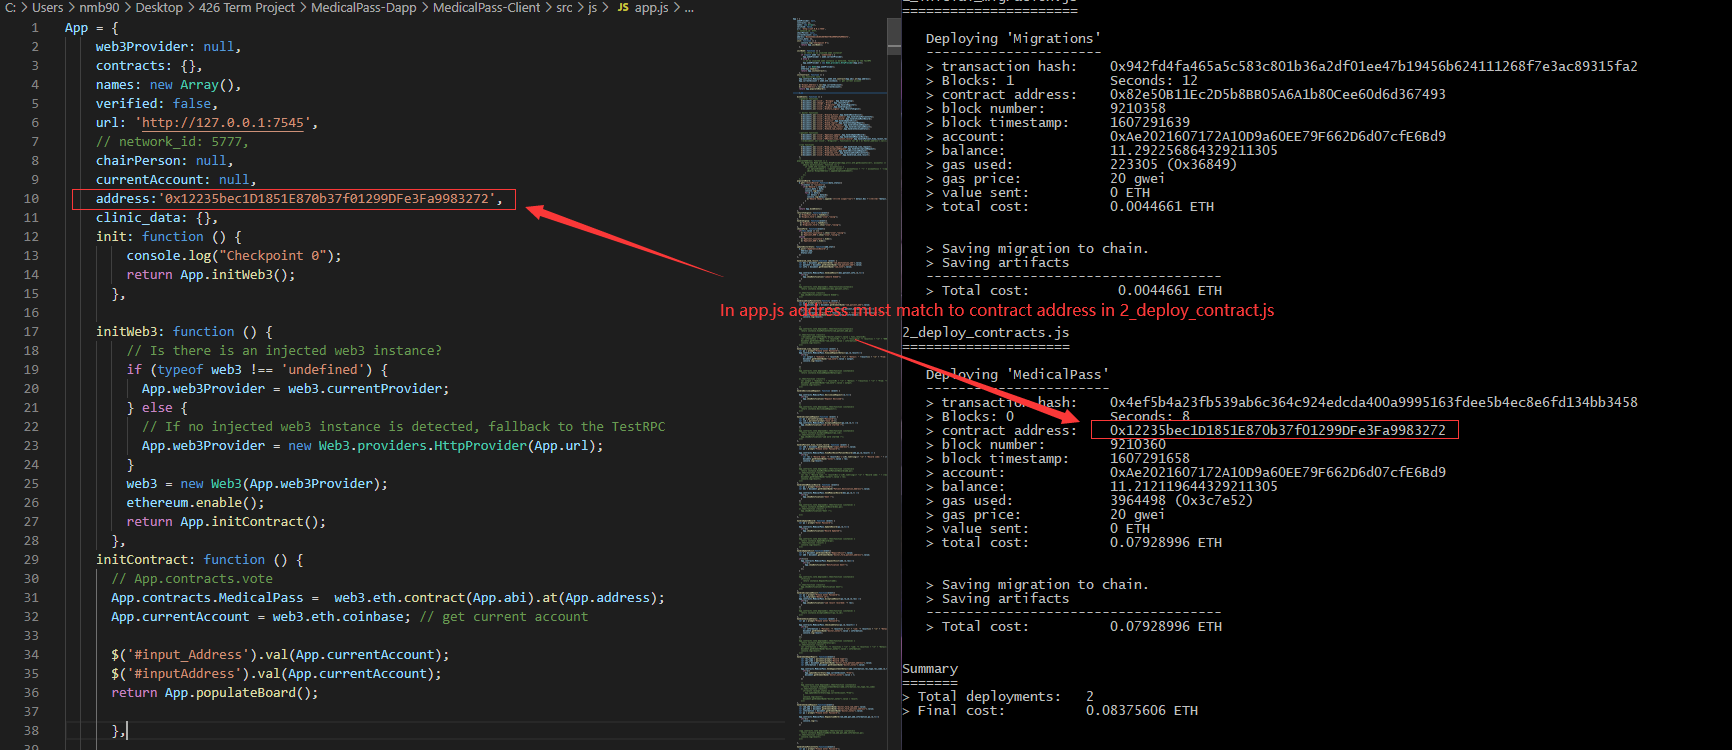 C: > Users > nmb90 > Desktop > 426 Term Project > MedicalPass-Dapp > MedicalPass-Client > src > js > JS app.js > ...
1 App = {
2 web3Provider: null,
3 contracts: {},
4 names: new Array(),
5 verified: false,
6 url: 'http://127.0.0.1:7545',
7 // network_id: 5777,
8 chairPerson: null,
9 currentAccount: null,
10 address:'0x12235bec1D1851E870b37f01299DFe3Fa9983272',
11 clinic_data: {},
12 init: function () {
13 console.log("Checkpoint 0");
14 return App.initWeb3();
15 },
16
17 initWeb3: function () {
18 // Is there is an injected web3 instance?
19 if (typeof web3 !== 'undefined') {
20 App.web3Provider = web3.currentProvider;
21 } else {
22 // If no injected web3 instance is detected, fallback to the TestRPC
23 App.web3Provider = new Web3.providers.HttpProvider(App.url);
24 }
25 web3 = new Web3(App.web3Provider);
26 ethereum.enable();
27 return App.initContract();
28 },
29 initContract: function () {
30 // App.contracts.vote
31 App.contracts.MedicalPass =  web3.eth.contract(App.abi).at(App.address);
32 App.currentAccount = web3.eth.coinbase; // get current account
33
34 $('#input_Address').val(App.currentAccount);
35 $('#inputAddress').val(App.currentAccount);
36 return App.populateBoard();
37
38 },
39
In app.js address must match to contract address in 2_deploy_contract.js
======================
Deploying 'Migrations'
----------------------
> transaction hash: 0x942fd4fa465a5c583c801b36a2df01ee47b19456b624111268f7e3ac89315fa2
> Blocks: 1 Seconds: 12
> contract address: 0x82e50B11Ec2D5b8BB05A6A1b80Cee60d6d367493
> block number: 9210358
> block timestamp: 1607291639
> account: 0xAe2021607172A10D9a60EE79F662D6d07cfE6Bd9
> balance: 11.292256864329211305
> gas used: 223305 (0x36849)
> gas price: 20 gwei
> value sent: 0 ETH
> total cost: 0.0044661 ETH
> Saving migration to chain.
> Saving artifacts
-------------------------------------
> Total cost: 0.0044661 ETH
2_deploy_contracts.js
=====================
Deploying 'MedicalPass'
-----------------------
> transaction hash: 0x4ef5b4a23fb539ab6c364c924edcda400a9995163fdee5b4ec8e6fd134bb3458
> Blocks: 0 Seconds: 8
> contract address: 0x12235bec1D1851E870b37f01299DFe3Fa9983272
> block number: 9210360
> block timestamp: 1607291658
> account: 0xAe2021607172A10D9a60EE79F662D6d07cfE6Bd9
> balance: 11.212119644329211305
> gas used: 3964498 (0x3c7e52)
> gas price: 20 gwei
> value sent: 0 ETH
> total cost: 0.07928996 ETH
> Saving migration to chain.
> Saving artifacts
-------------------------------------
> Total cost: 0.07928996 ETH
Summary
=======
> Total deployments: 2
> Final cost: 0.08375606 ETH